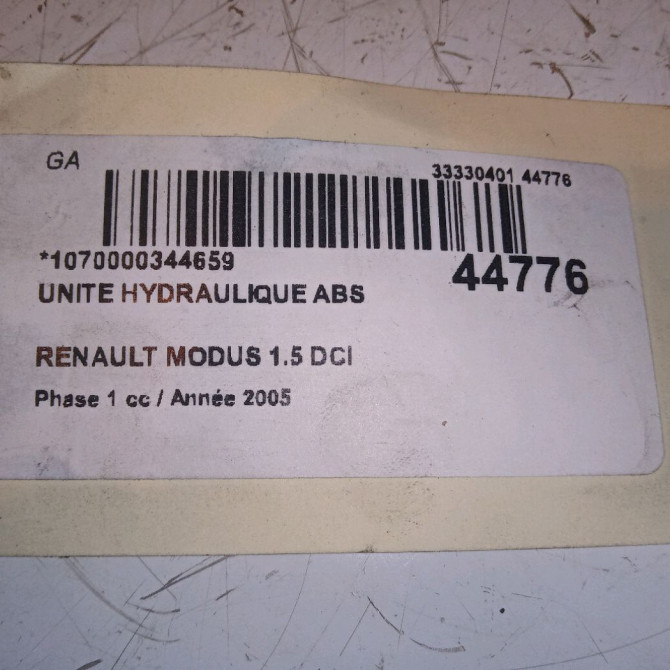 GA
33330401 44776
*1070000344659
44776
UNITE HYDRAULIQUE ABS
RENAULT MODUS 1.5 DCI
Phase 1 cc / Année 2005